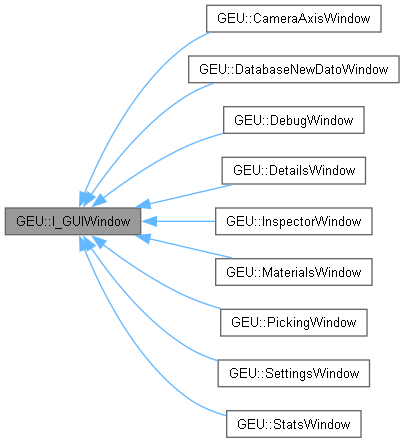 GEU::CameraAxisWindow
GEU::DatabaseNewDatoWindow
GEU::DebugWindow
GEU::DetailsWindow
GEU::I_GUIWindow
GEU::InspectorWindow
GEU::MaterialsWindow
GEU::PickingWindow
GEU::SettingsWindow
GEU::StatsWindow